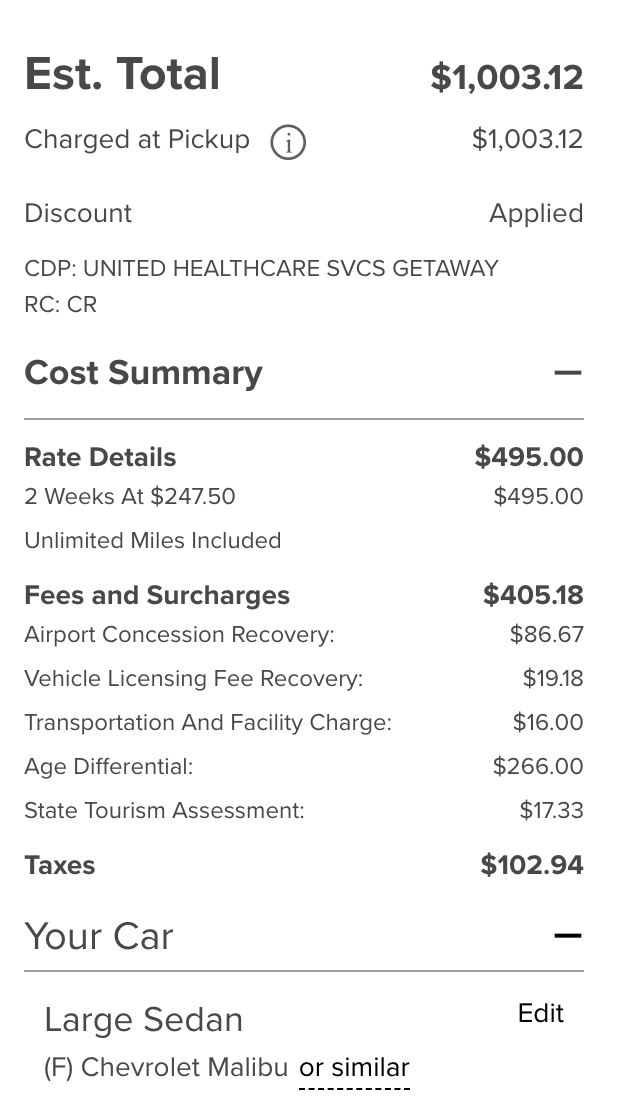 Est. Total $1,003.12
Charged at Pickup i $1,003.12
Discount Applied
CDP: UNITED HEALTHCARE SVCS GETAWAY
RC: CR
Cost Summary —
Rate Details $495.00
2 Weeks At $247.50 $495.00
Unlimited Miles Included
Fees and Surcharges $405.18
Airport Concession Recovery: $86.67
Vehicle Licensing Fee Recovery: $19.18
Transportation And Facility Charge: $16.00
Age Differential: $266.00
State Tourism Assessment: $17.33
Taxes $102.94
Your Car —
Large Sedan Edit
(F) Chevrolet Malibu or similar